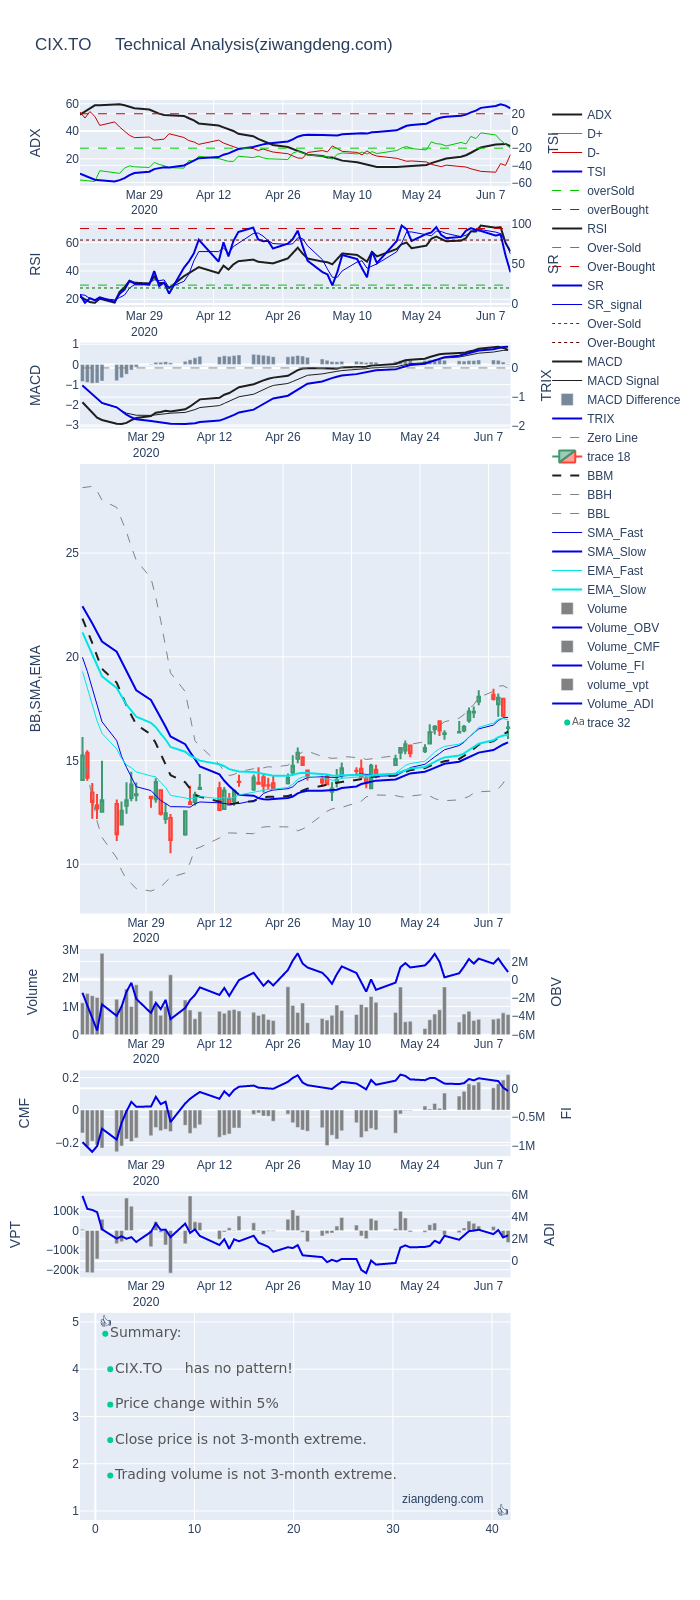 CIX.TO Technical Analysis(ziwangdeng.com)
60
40
20
ADX
20
0
−20
−40
−60
TSI
Mar 29
2020
Apr 12
Apr 26
May 10
May 24
Jun 7
60
40
20
RSI
100
50
0
SR
Mar 29
2020
Apr 12
Apr 26
May 10
May 24
Jun 7
1
0
−1
−2
−3
MACD
0
−1
−2
TRIX
Mar 29
2020
Apr 12
Apr 26
May 10
May 24
Jun 7
25
20
15
10
BB,SMA,EMA
Mar 29
2020
Apr 12
Apr 26
May 10
May 24
Jun 7
3M
2M
1M
0
Volume
2M
0
−2M
−4M
−6M
OBV
Mar 29
2020
Apr 12
Apr 26
May 10
May 24
Jun 7
0.2
0
−0.2
CMF
0
−0.5M
−1M
FI
Mar 29
2020
Apr 12
Apr 26
May 10
May 24
Jun 7
100k
0
−100k
−200k
VPT
6M
4M
2M
0
ADI
Mar 29
2020
Apr 12
Apr 26
May 10
May 24
Jun 7
5
4
3
2
1
Summary:
CIX.TO has no pattern!
Price change within 5%
Close price is not 3-month extreme.
Trading volume is not 3-month extreme.
ziangdeng.com
0
10
20
30
40
ADX
D+
D-
TSI
overSold
overBought
RSI
Over-Sold
Over-Bought
SR
SR_signal
Over-Sold
Over-Bought
MACD
MACD Signal
MACD Difference
TRIX
Zero Line
trace 18
BBM
BBH
BBL
SMA_Fast
SMA_Slow
EMA_Fast
EMA_Slow
Volume
Volume_OBV
Volume_CMF
Volume_FI
volume_vpt
Volume_ADI
Aa trace 32